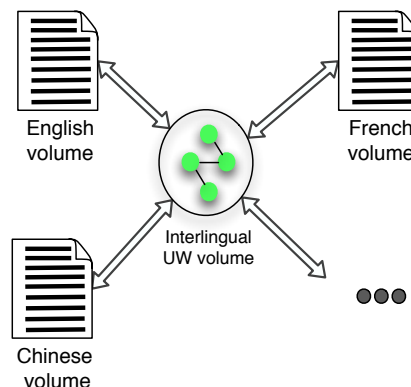 English
volume
French
volume
Interlingual
UW volume
Chinese
volume